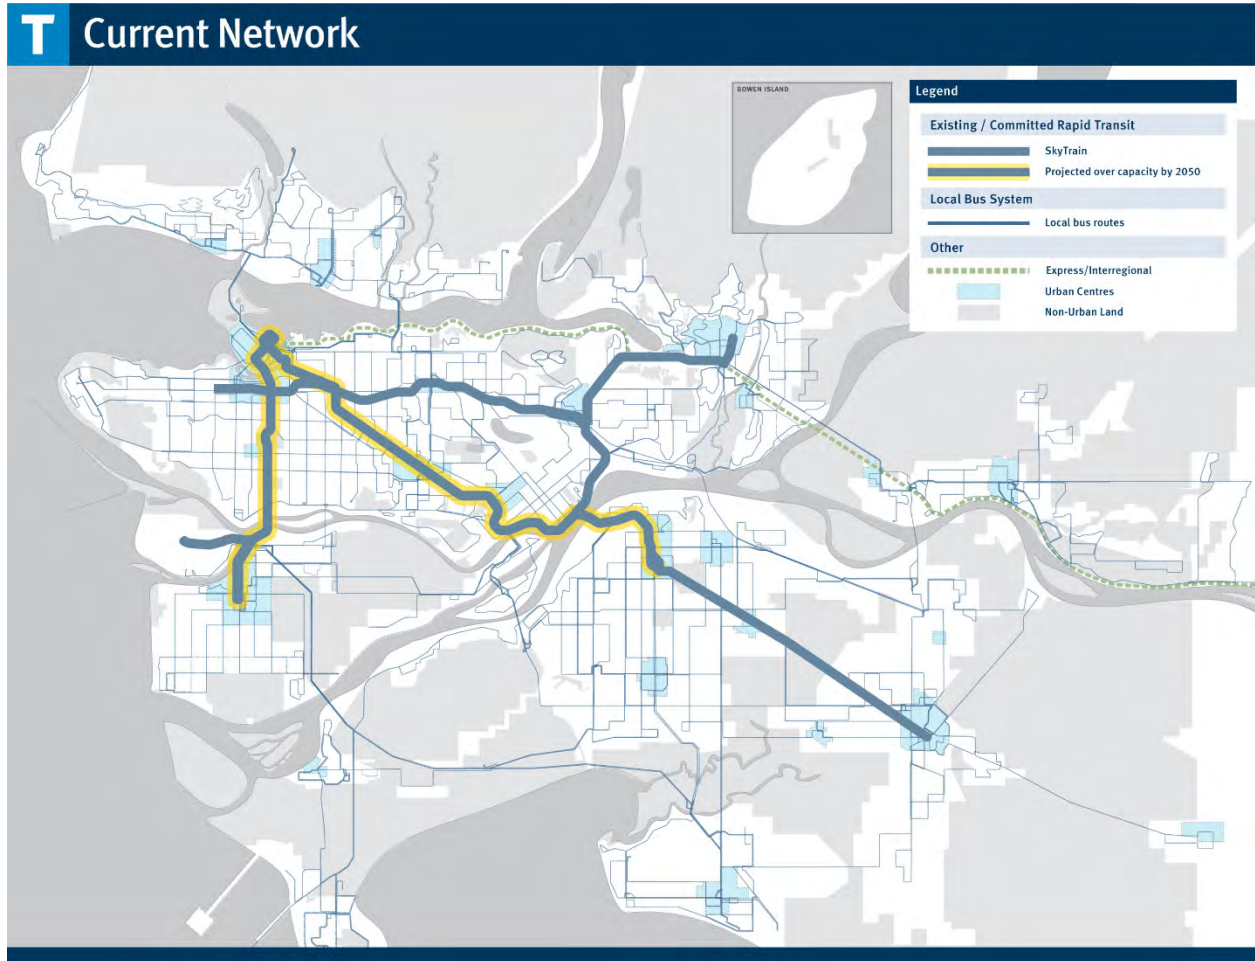 T Current Network
BOWEN ISLAND
Legend
Existing / Committed Rapid Transit
SkyTrain
Projected over capacity by 2050
Local Bus System
Local bus routes
Other
Express/Interregional
Urban Centres
Non-Urban Land